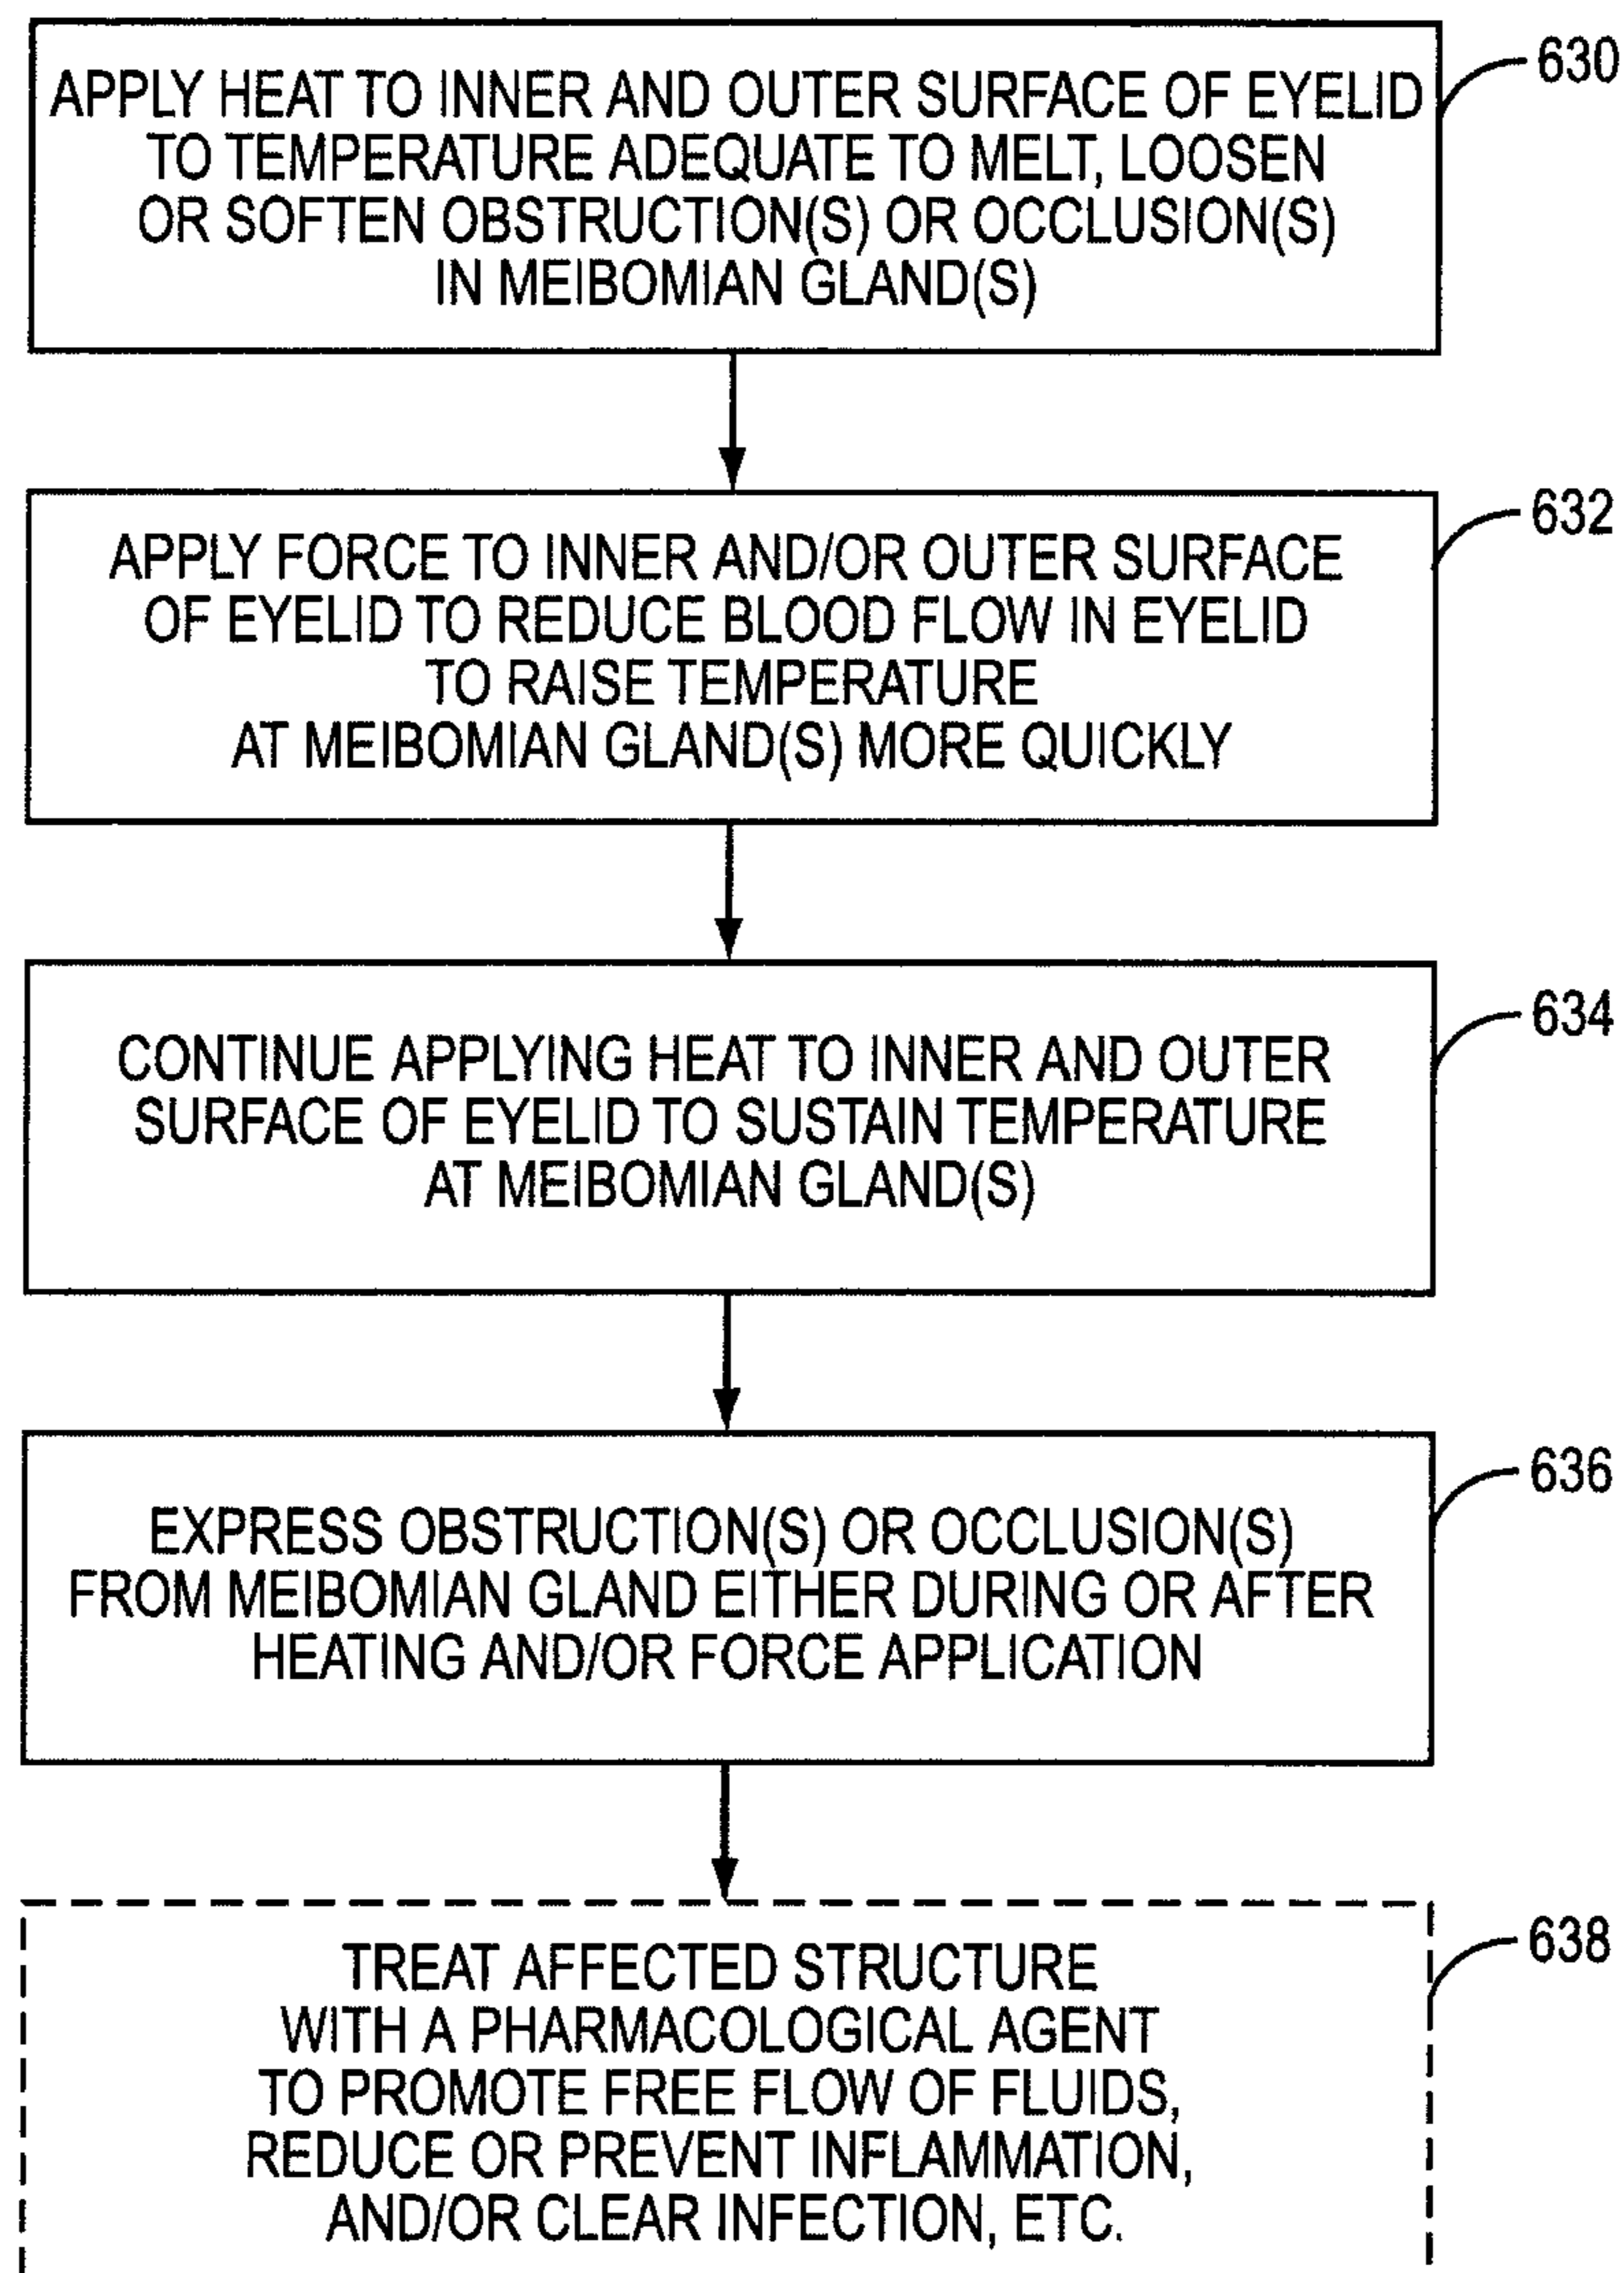 APPLY HEAT TO INNER AND OUTER SURFACE OF EYELID
TO TEMPERATURE ADEQUATE TO MELT, LOOSEN
OR SOFTEN OBSTRUCTION(S) OR OCCLUSION(S)
IN MEIBOMIAN GLAND(S)
630
APPLY FORCE TO INNER AND/OR OUTER SURFACE
OF EYELID TO REDUCE BLOOD FLOW IN EYELID
TO RAISE TEMPERATURE
AT MEIBOMIAN GLAND(S) MORE QUICKLY
632
CONTINUE APPLYING HEAT TO INNER AND OUTER
SURFACE OF EYELID TO SUSTAIN TEMPERATURE
AT MEIBOMIAN GLAND(S)
634
EXPRESS OBSTRUCTION(S) OR OCCLUSION(S)
FROM MEIBOMIAN GLAND EITHER DURING OR AFTER
HEATING AND/OR FORCE APPLICATION
636
TREAT AFFECTED STRUCTURE
WITH A PHARMACOLOGICAL AGENT
TO PROMOTE FREE FLOW OF FLUIDS,
REDUCE OR PREVENT INFLAMMATION,
AND/OR CLEAR INFECTION, ETC.
638